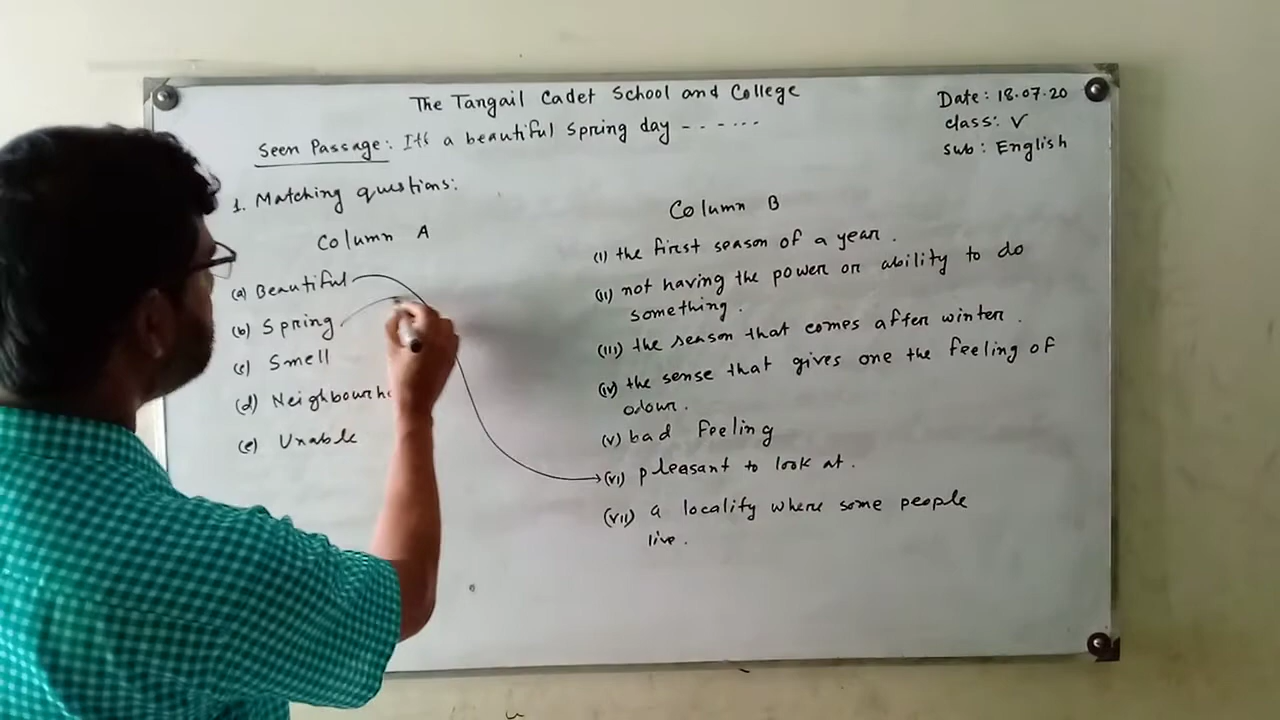 The Tangail Cadet School and College
Date: 18.07.20
Class: V
Sub: English
Seen Passage: It's a beautiful spring day - - - ...
1. Matching questions:
Column A
(a) Beautiful
(b) Spring
(c) Smell
(d)
(e) Unable
Column B
(i) the first season of a year.
(ii) not having the power or ability to do
something.
(iii) the season that comes after winter.
(iv) the sense that gives one the feeling of
odour.
(v) bad feeling
(vi) pleasant to look at.
(vii) a locality where some people
live.